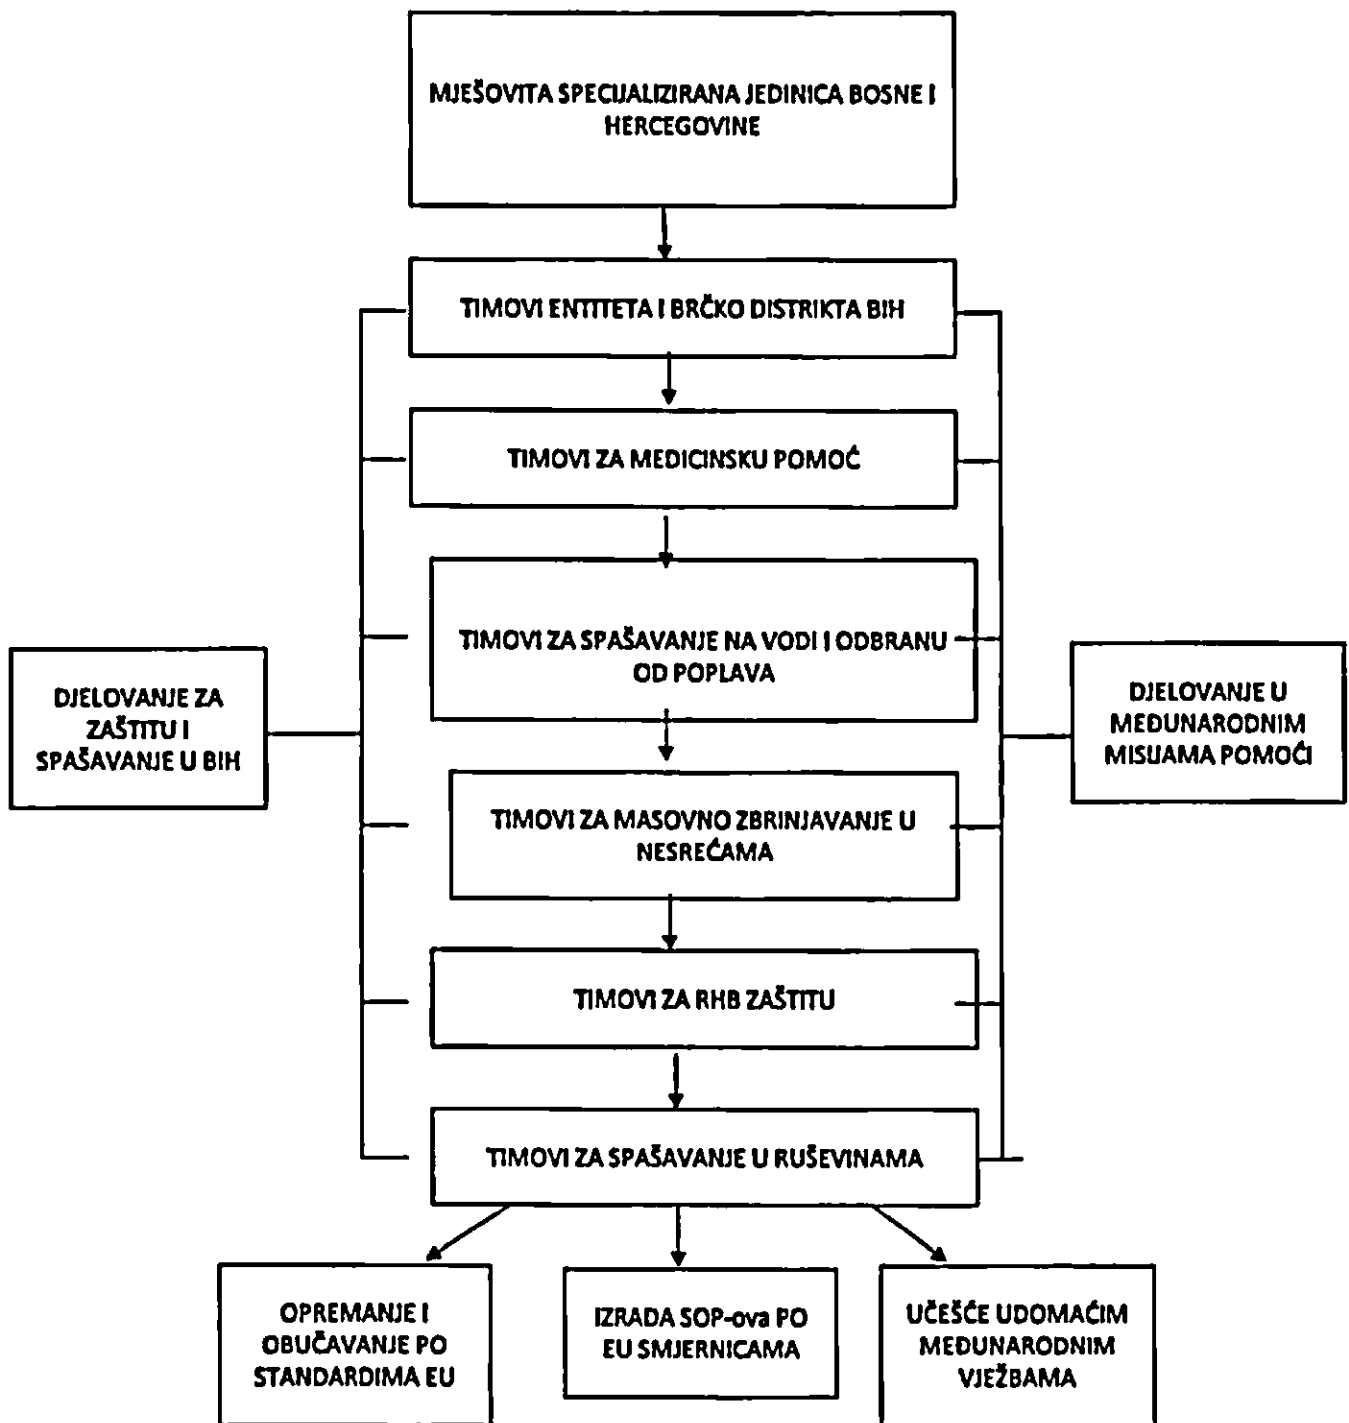 MJEŠOVITA SPECIJALIZIRANA JEDINICA BOSNE I
HERCEGOVINE
TIMOVI ENTITETA I BRČKO DISTRIKTA BIH
TIMOVI ZA MEDICINSKU POMOĆ
TIMOVI ZA SPAŠAVANJE NA VODI I ODBRANU
OD POPLAVA
DJELOVANJE ZA
ZAŠTITU I
SPAŠAVANJE U BIH
DJELOVANJE U
MEĐUNARODNIM
MISIJAMA POMOĆI
TIMOVI ZA MASOVNO ZBRINJAVANJE U
NESREĆAMA
TIMOVI ZA RHB ZAŠTITU
TIMOVI ZA SPAŠAVANJE U RUŠEVINAMA
OPREMANJE I
OBUČAVANJE PO
STANDARDIMA EU
IZRADA SOP-ova PO
EU SMJERNICAMA
UČEŠĆE UDOMAĆIM
MEĐUNARODNIM
VJEŽBAMA